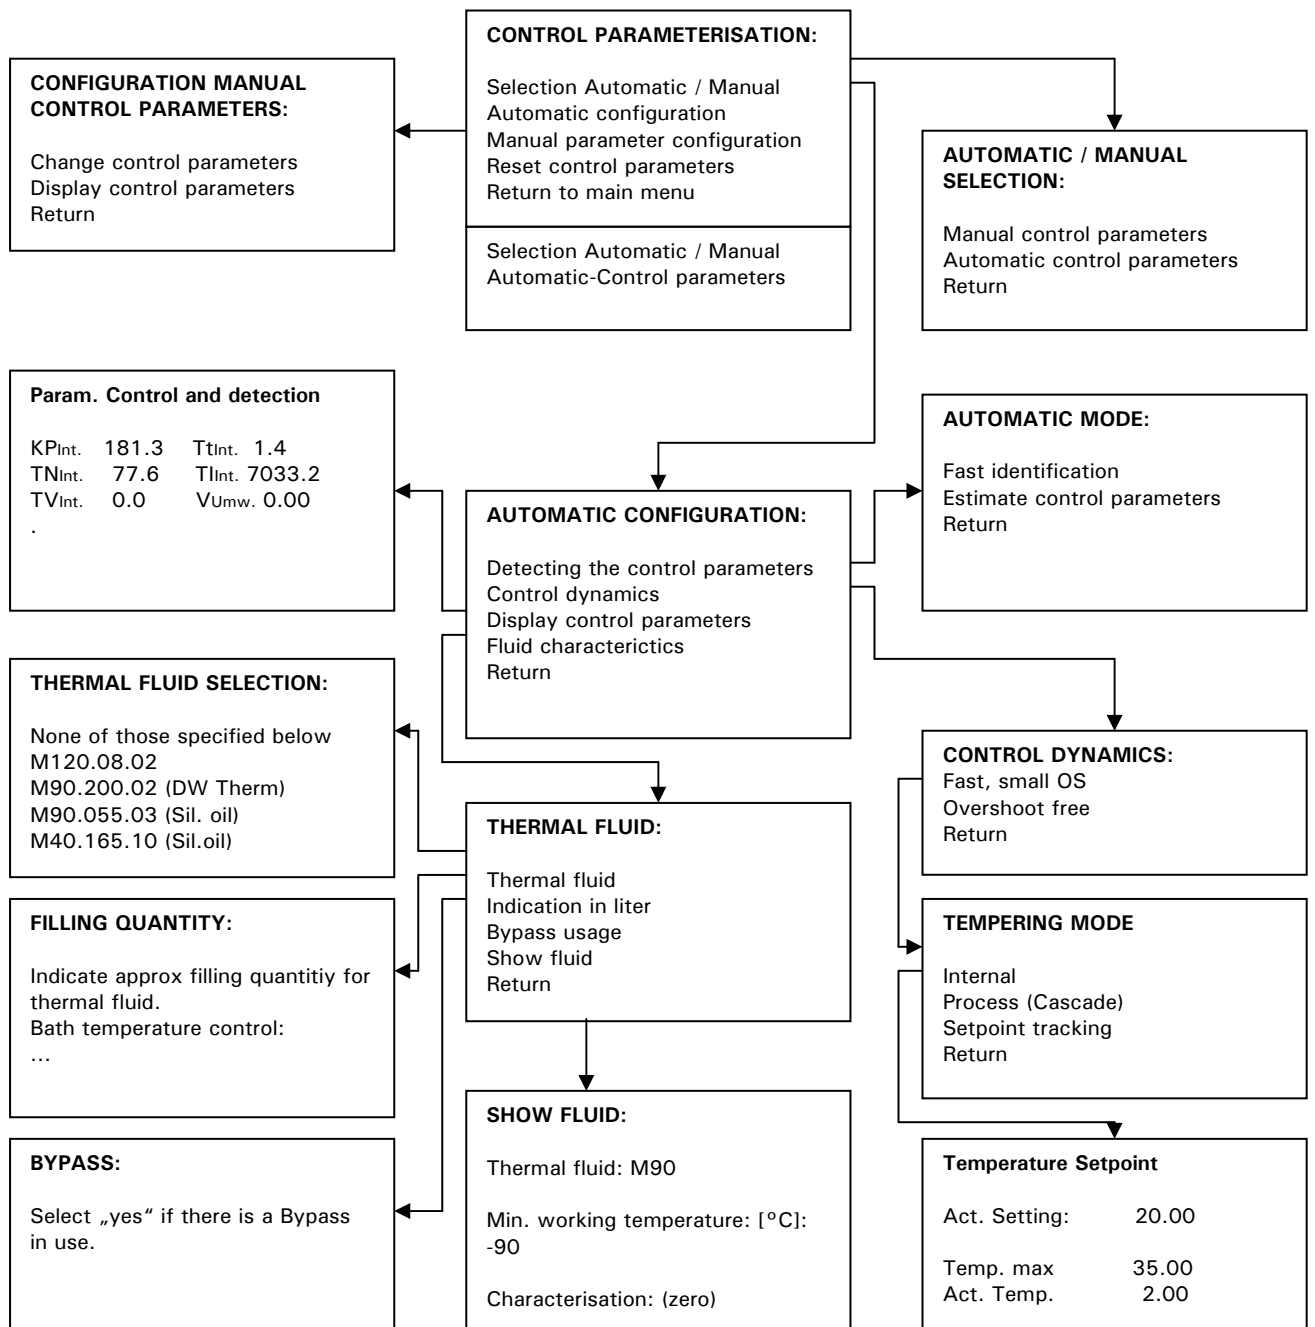 CONTROL PARAMETERISATION:
Selection Automatic / Manual
Automatic configuration
Manual parameter configuration
Reset control parameters
Return to main menu
Selection Automatic / Manual
Automatic-Control parameters
CONFIGURATION MANUAL
CONTROL PARAMETERS:
Change control parameters
Display control parameters
Return
AUTOMATIC / MANUAL
SELECTION:
Manual control parameters
Automatic control parameters
Return
Param. Control and detection
KPInt. 181.3 TtInt. 1.4
TNInt. 77.6 TIInt. 7033.2
TVInt. 0.0 VUmw. 0.00
.
AUTOMATIC CONFIGURATION:
Detecting the control parameters
Control dynamics
Display control parameters
Fluid characterictics
Return
AUTOMATIC MODE:
Fast identification
Estimate control parameters
Return
THERMAL FLUID SELECTION:
None of those specified below
M120.08.02
M90.200.02 (DW Therm)
M90.055.03 (Sil. oil)
M40.165.10 (Sil.oil)
THERMAL FLUID:
Thermal fluid
Indication in liter
Bypass usage
Show fluid
Return
CONTROL DYNAMICS:
Fast, small OS
Overshoot free
Return
FILLING QUANTITY:
Indicate approx filling quantitiy for
thermal fluid.
Bath temperature control:
...
TEMPERING MODE
Internal
Process (Cascade)
Setpoint tracking
Return
BYPASS:
Select „yes“ if there is a Bypass
in use.
SHOW FLUID:
Thermal fluid: M90
Min. working temperature: [°C]:
-90
Characterisation: (zero)
Temperature Setpoint
Act. Setting: 20.00
Temp. max 35.00
Act. Temp. 2.00